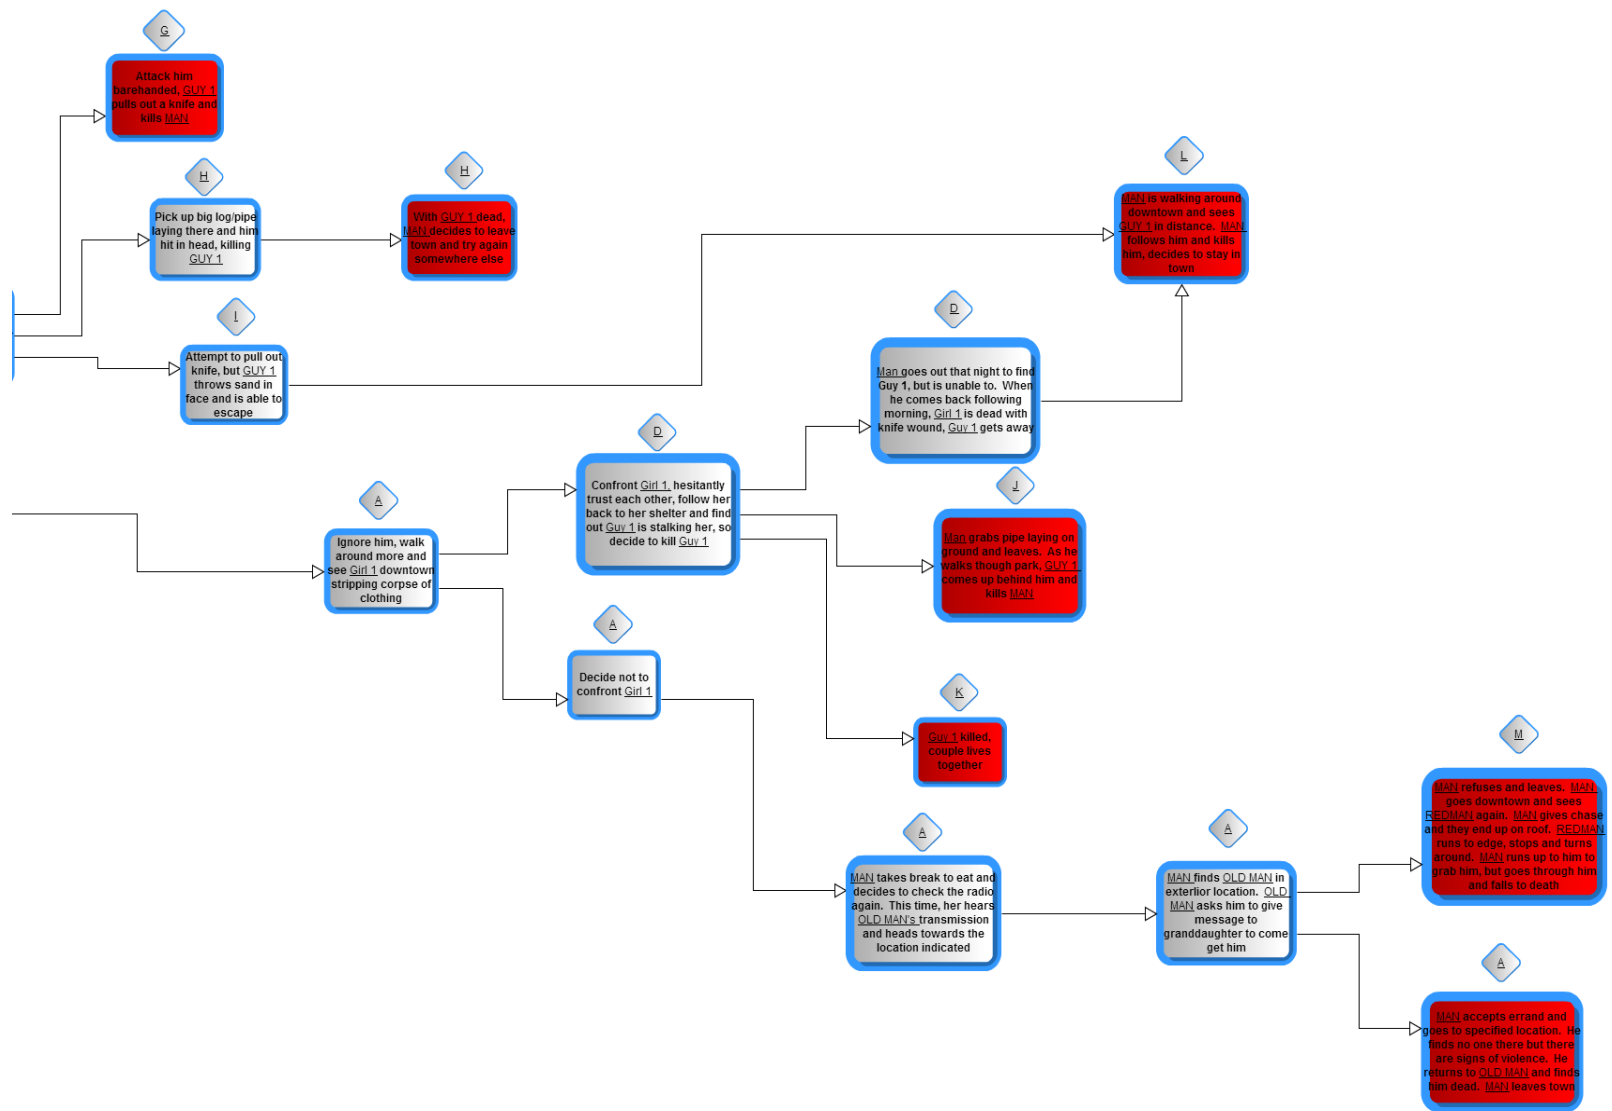 G
Attack him
barehanded, GUY 1
pulls out a knife and
kills MAN
H
Pick up big log/pipe
laying there and him
hit in head, killing
GUY 1
H
With GUY 1 dead,
MAN decides to leave
town and try again
somewhere else
I
Attempt to pull out
knife, but GUY 1
throws sand in
face and is able to
escape
L
MAN is walking around
downtown and sees
GUY 1 in distance. MAN
follows him and kills
him, decides to stay in
town
D
Man goes out that night to find
Guy 1, but is unable to. When
he comes back following
morning, Girl 1 is dead with
knife wound, Guy 1 gets away
D
Confront Girl 1, hesitantly
trust each other, follow her
back to her shelter and find
out Guy 1 is stalking her, so
decide to kill Guy 1
A
Ignore him, walk
around more and
see Girl 1 downtown
stripping corpse of
clothing
J
Man grabs pipe laying on
ground and leaves. As he
walks though park, GUY 1
comes up behind him and
kills MAN
A
Decide not to
confront Girl 1
K
Guy 1 killed,
couple lives
together
A
MAN takes break to eat and
decides to check the radio
again. This time, her hears
OLD MAN's transmission
and heads towards the
location indicated
A
MAN finds OLD MAN in
exterlior location. OLD
MAN asks him to give
message to
granddaughter to come
get him
M
MAN refuses and leaves. MAN
goes downtown and sees
REDMAN again. MAN gives chase
and they end up on roof. REDMAN
runs to edge, stops and turns
around. MAN runs up to him to
grab him, but goes through him
and falls to death
A
MAN accepts errand and
goes to specified location. He
finds no one there but there
are signs of violence. He
returns to OLD MAN and finds
him dead. MAN leaves town